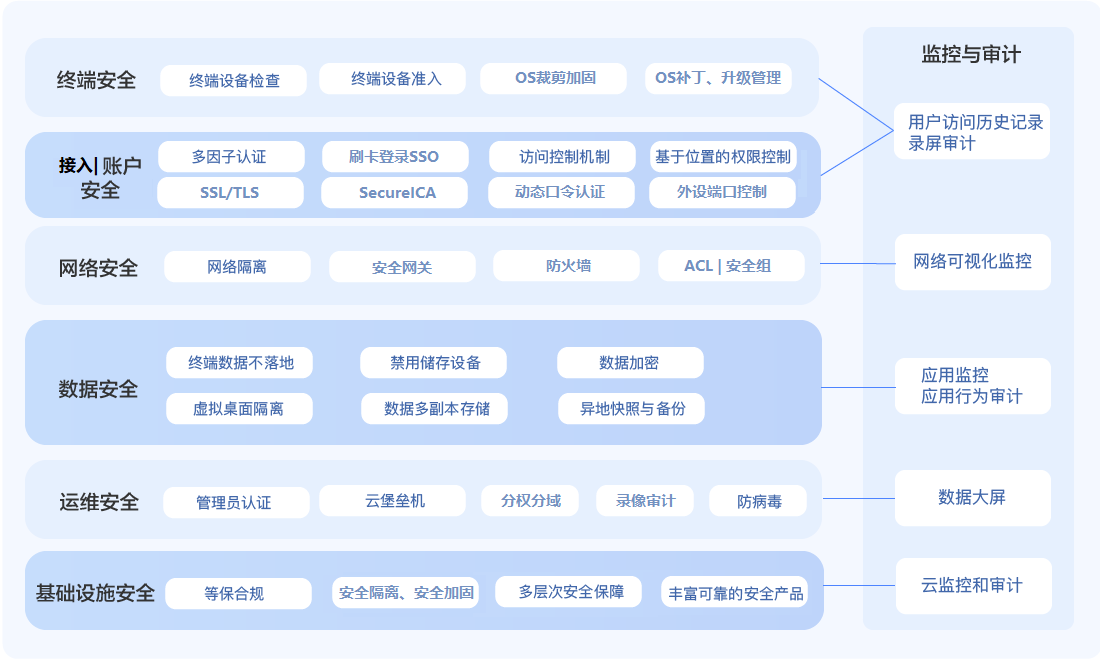 监控与审计
终端安全
终端设备检查
终端设备准入
OS裁剪加固
OS补丁、升级管理
用户访问历史记录
录屏审计
接入|账户
安全
多因子认证
刷卡登录SSO
访问控制机制
基于位置的权限控制
SSL/TLS
SecureICA
动态口令认证
外设端口控制
网络安全
网络隔离
安全网关
防火墙
ACL | 安全组
网络可视化监控
数据安全
终端数据不落地
禁用储存设备
数据加密
虚拟桌面隔离
数据多副本存储
异地快照与备份
应用监控
应用行为审计
运维安全
管理员认证
云堡垒机
分权分域
录像审计
防病毒
数据大屏
基础设施安全
等保合规
安全隔离、安全加固
多层次安全保障
丰富可靠的安全产品
云监控和审计